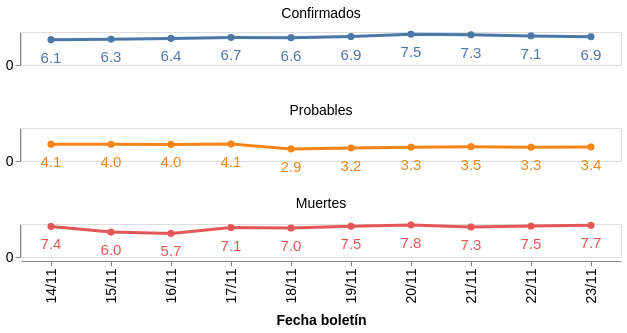 Confirmados
0
6.1 6.3 6.4 6.7 6.6 6.9 7.5 7.3 7.1 6.9
Probables
0
4.1 4.0 4.0 4.1 2.9 3.2 3.3 3.5 3.3 3.4
Muertes
0
7.4 6.0 5.7 7.1 7.0 7.5 7.8 7.3 7.5 7.7
14/11 15/11 16/11 17/11 18/11 19/11 20/11 21/11 22/11 23/11
Fecha boletín